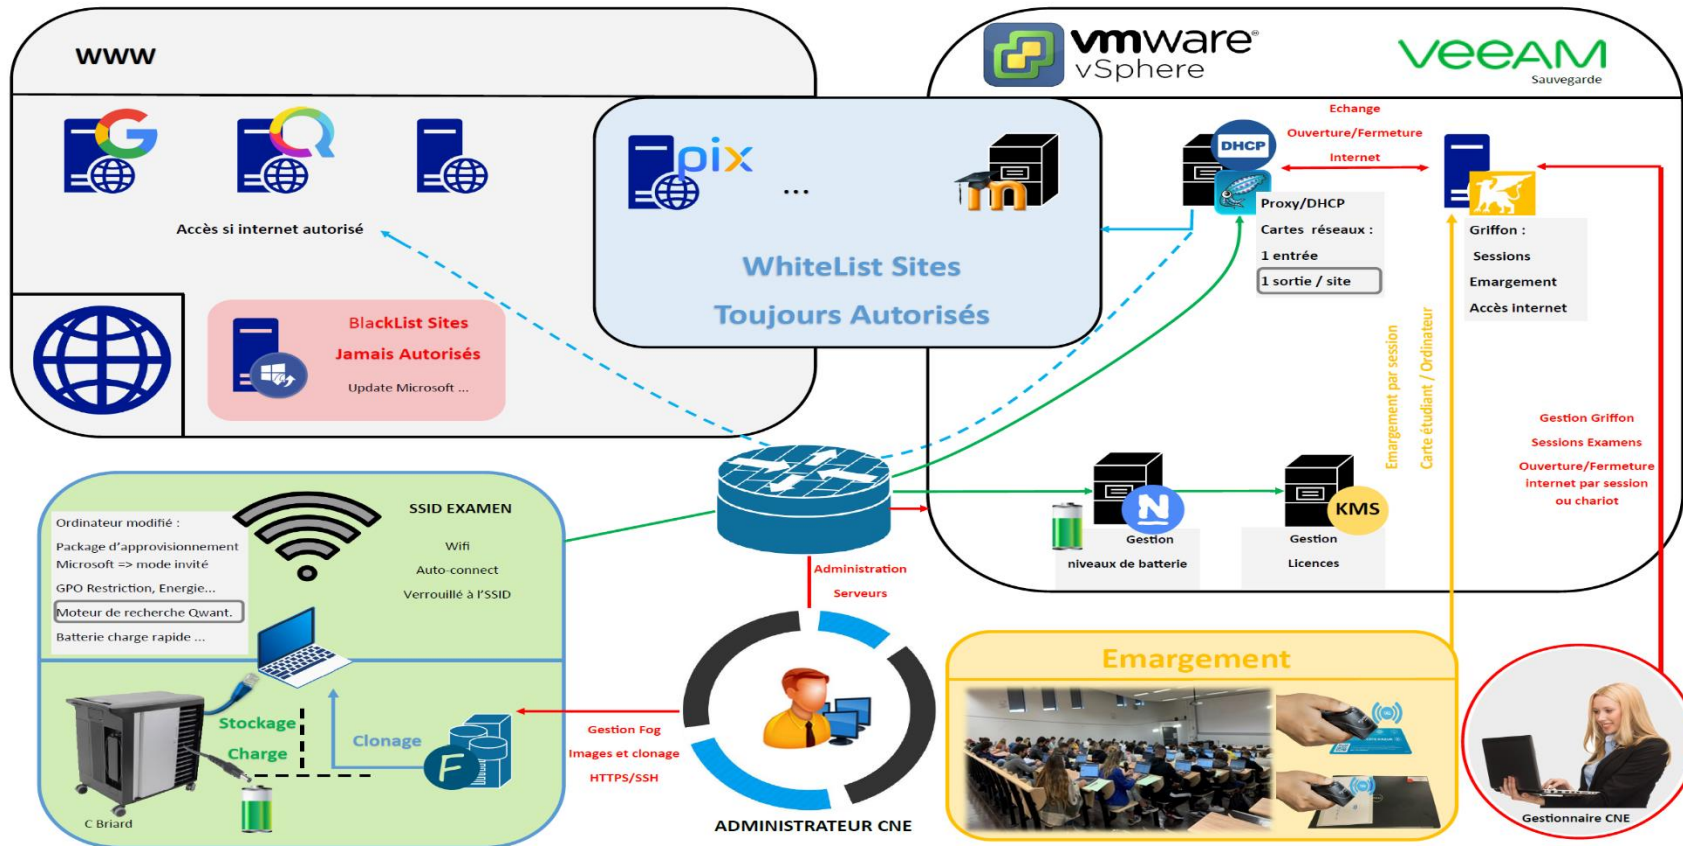 WWW
Accès si internet autorisé
BlackList Sites
Jamais Autorisés
Update Microsoft ...
pix
...
m
WhiteList Sites
Toujours Autorisés
vmware®
vSphere
veeAM
Sauvegarde
Echange
Ouverture/Fermeture
Internet
DHCP
Proxy/DHCP
Cartes réseaux :
1 entrée
1 sortie / site
Griffon :
Sessions
Emargement
Accès internet
Emargement par session
Carte étudiant / Ordinateur
Gestion Griffon
Sessions Examens
Ouverture/Fermeture
internet par session
ou chariot
N
Gestion
niveaux de batterie
KMS
Gestion
Licences
SSID EXAMEN
Wifi
Auto-connect
Verrouillé à l'SSID
Ordinateur modifié :
Package d'approvisionnement
Microsoft => mode invité
GPO Restriction, Energie...
Moteur de recherche Qwant.
Batterie charge rapide ...
Stockage
Charge
Clonage
F
C Briard
Administration
Serveurs
Gestion Fog
Images et clonage
HTTPS/SSH
ADMINISTRATEUR CNE
Emargement
Gestionnaire CNE